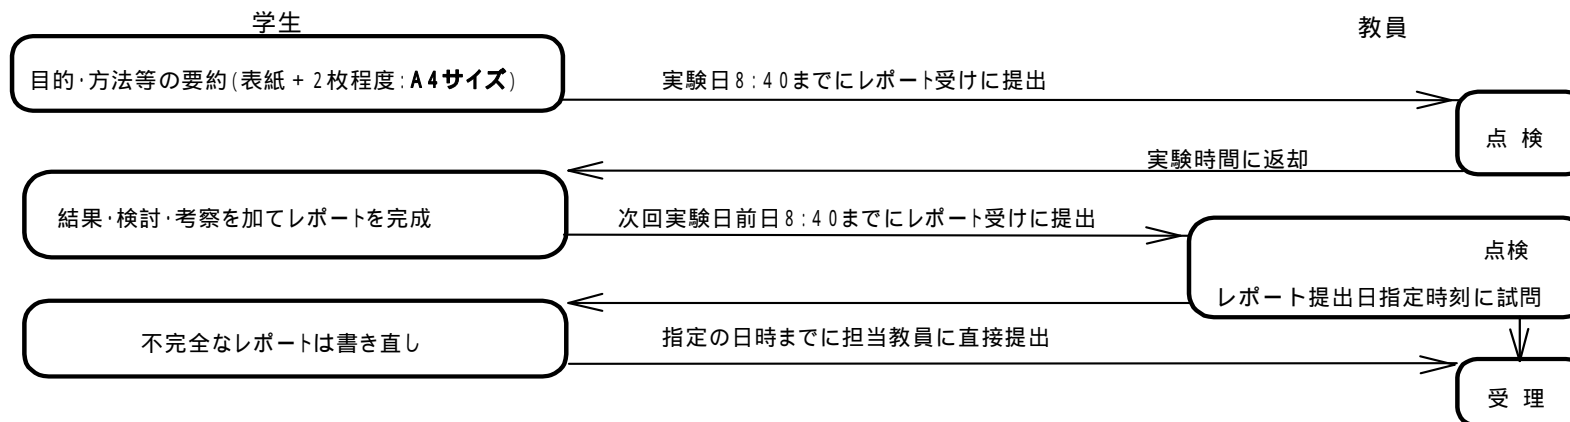 学生
教員
目的・方法等の要約(表紙+2枚程度:A4サイズ)
実験日8:40までにレポート受けに提出
点 検
実験時間に返却
結果・検討・考察を加てレポートを完成
次回実験日前日8:40までにレポート受けに提出
点検
レポート提出日指定時刻に試問
不完全なレポートは書き直し
指定の日時までに担当教員に直接提出
受 理